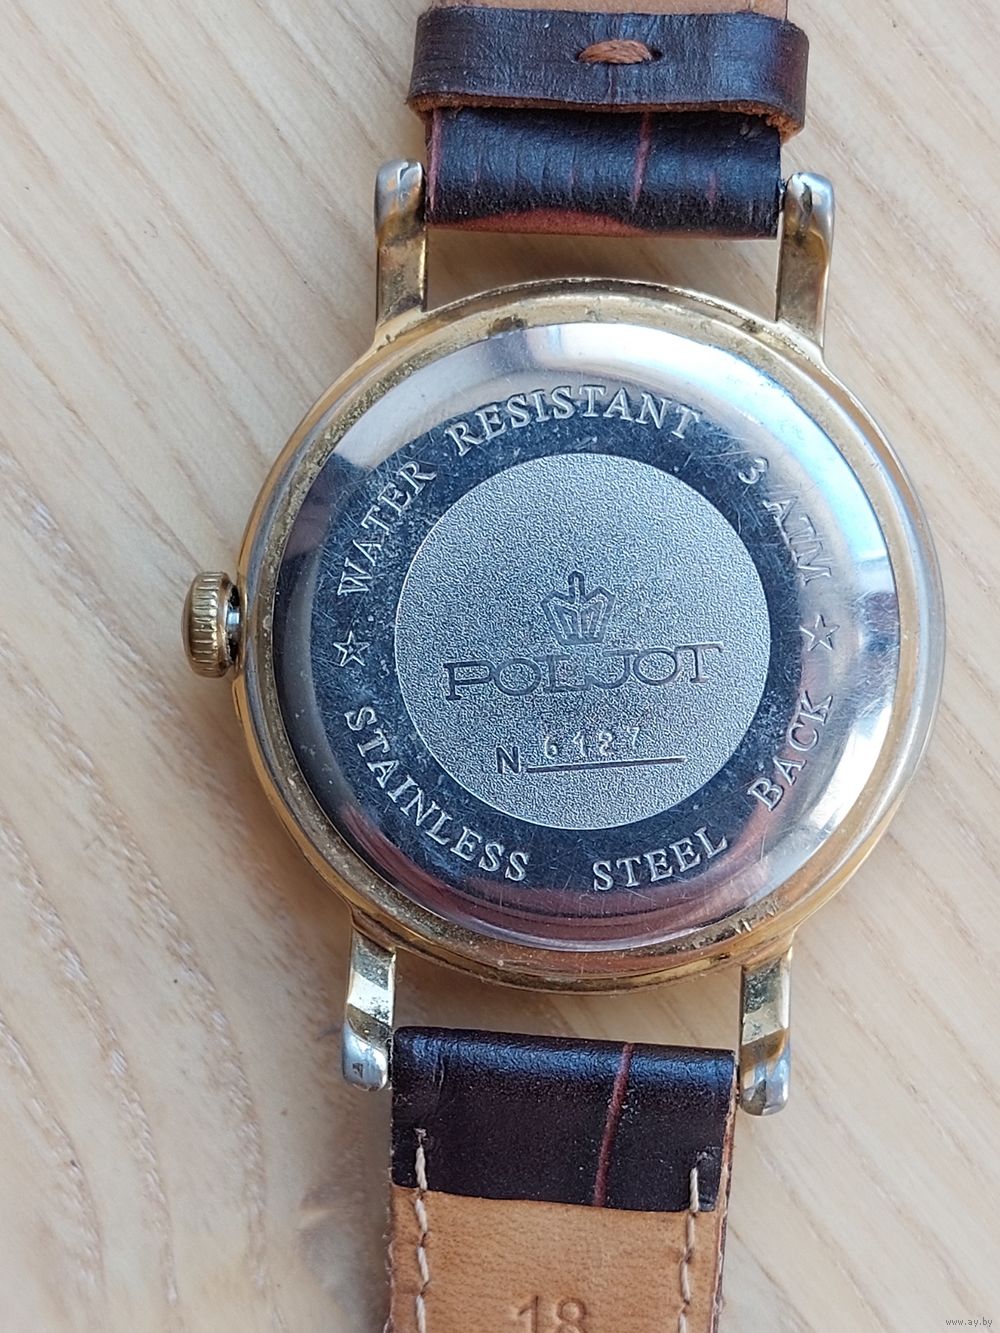 WATER RESISTANT 3 ATM
POLJOT
N 6127
STAINLESS STEEL BACK
18
www.ay.by